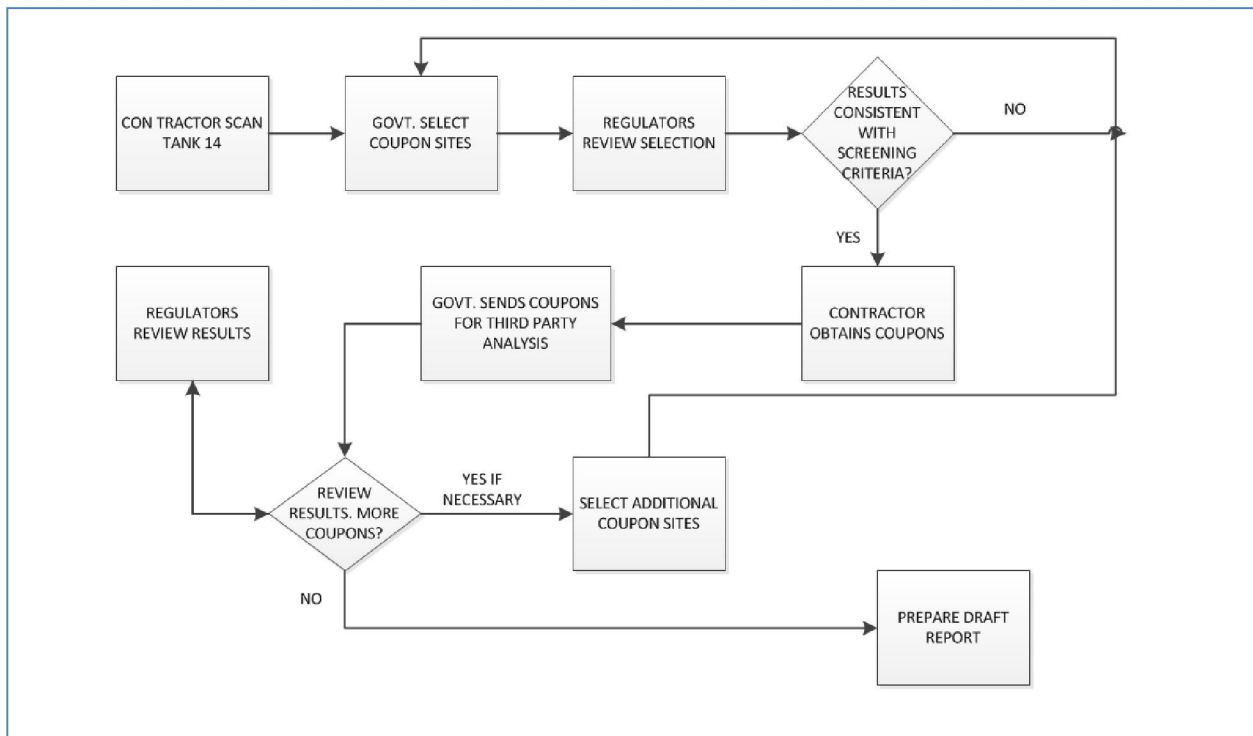 CON TRACTOR SCAN
TANK 14
GOVT. SELECT
COUPON SITES
REGULATORS
REVIEW SELECTION
RESULTS
CONSISTENT
WITH
SCREENING
CRITERIA?
NO
YES
REGULATORS
REVIEW RESULTS
GOVT. SENDS COUPONS
FOR THIRD PARTY
ANALYSIS
CONTRACTOR
OBTAINS COUPONS
REVIEW
RESULTS. MORE
COUPONS?
YES IF
NECESSARY
SELECT ADDITIONAL
COUPON SITES
NO
PREPARE DRAFT
REPORT